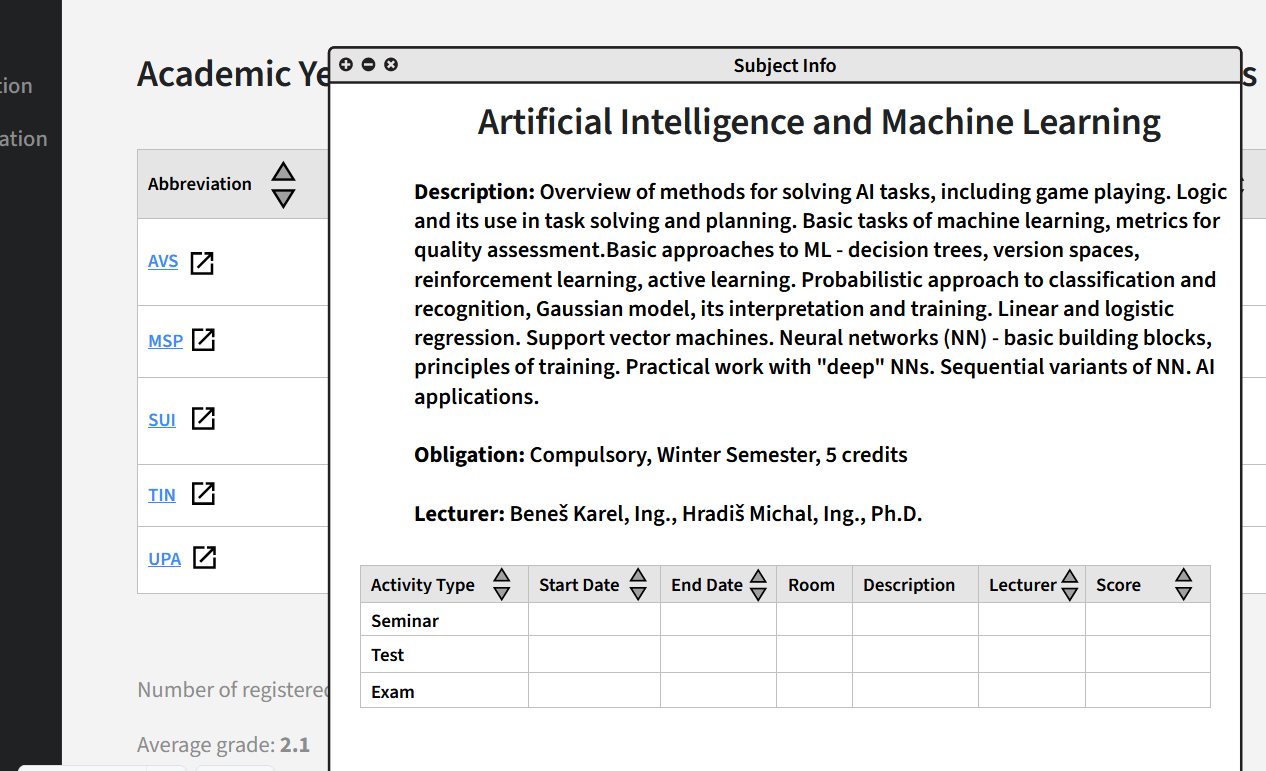 tion
ation
Academic Ye
s
Subject Info
Artificial Intelligence and Machine Learning
Description: Overview of methods for solving AI tasks, including game playing. Logic
and its use in task solving and planning. Basic tasks of machine learning, metrics for
quality assessment.Basic approaches to ML - decision trees, version spaces,
reinforcement learning, active learning. Probabilistic approach to classification and
recognition, Gaussian model, its interpretation and training. Linear and logistic
regression. Support vector machines. Neural networks (NN) - basic building blocks,
principles of training. Practical work with "deep" NNs. Sequential variants of NN. AI
applications.
Obligation: Compulsory, Winter Semester, 5 credits
Lecturer: Beneš Karel, Ing., Hradiš Michal, Ing., Ph.D.
Activity Type Start Date End Date Room Description Lecturer Score
Seminar
Test
Exam
Abbreviation
AVS
MSP
SUI
TIN
UPA
Number of registered
Average grade: 2.1